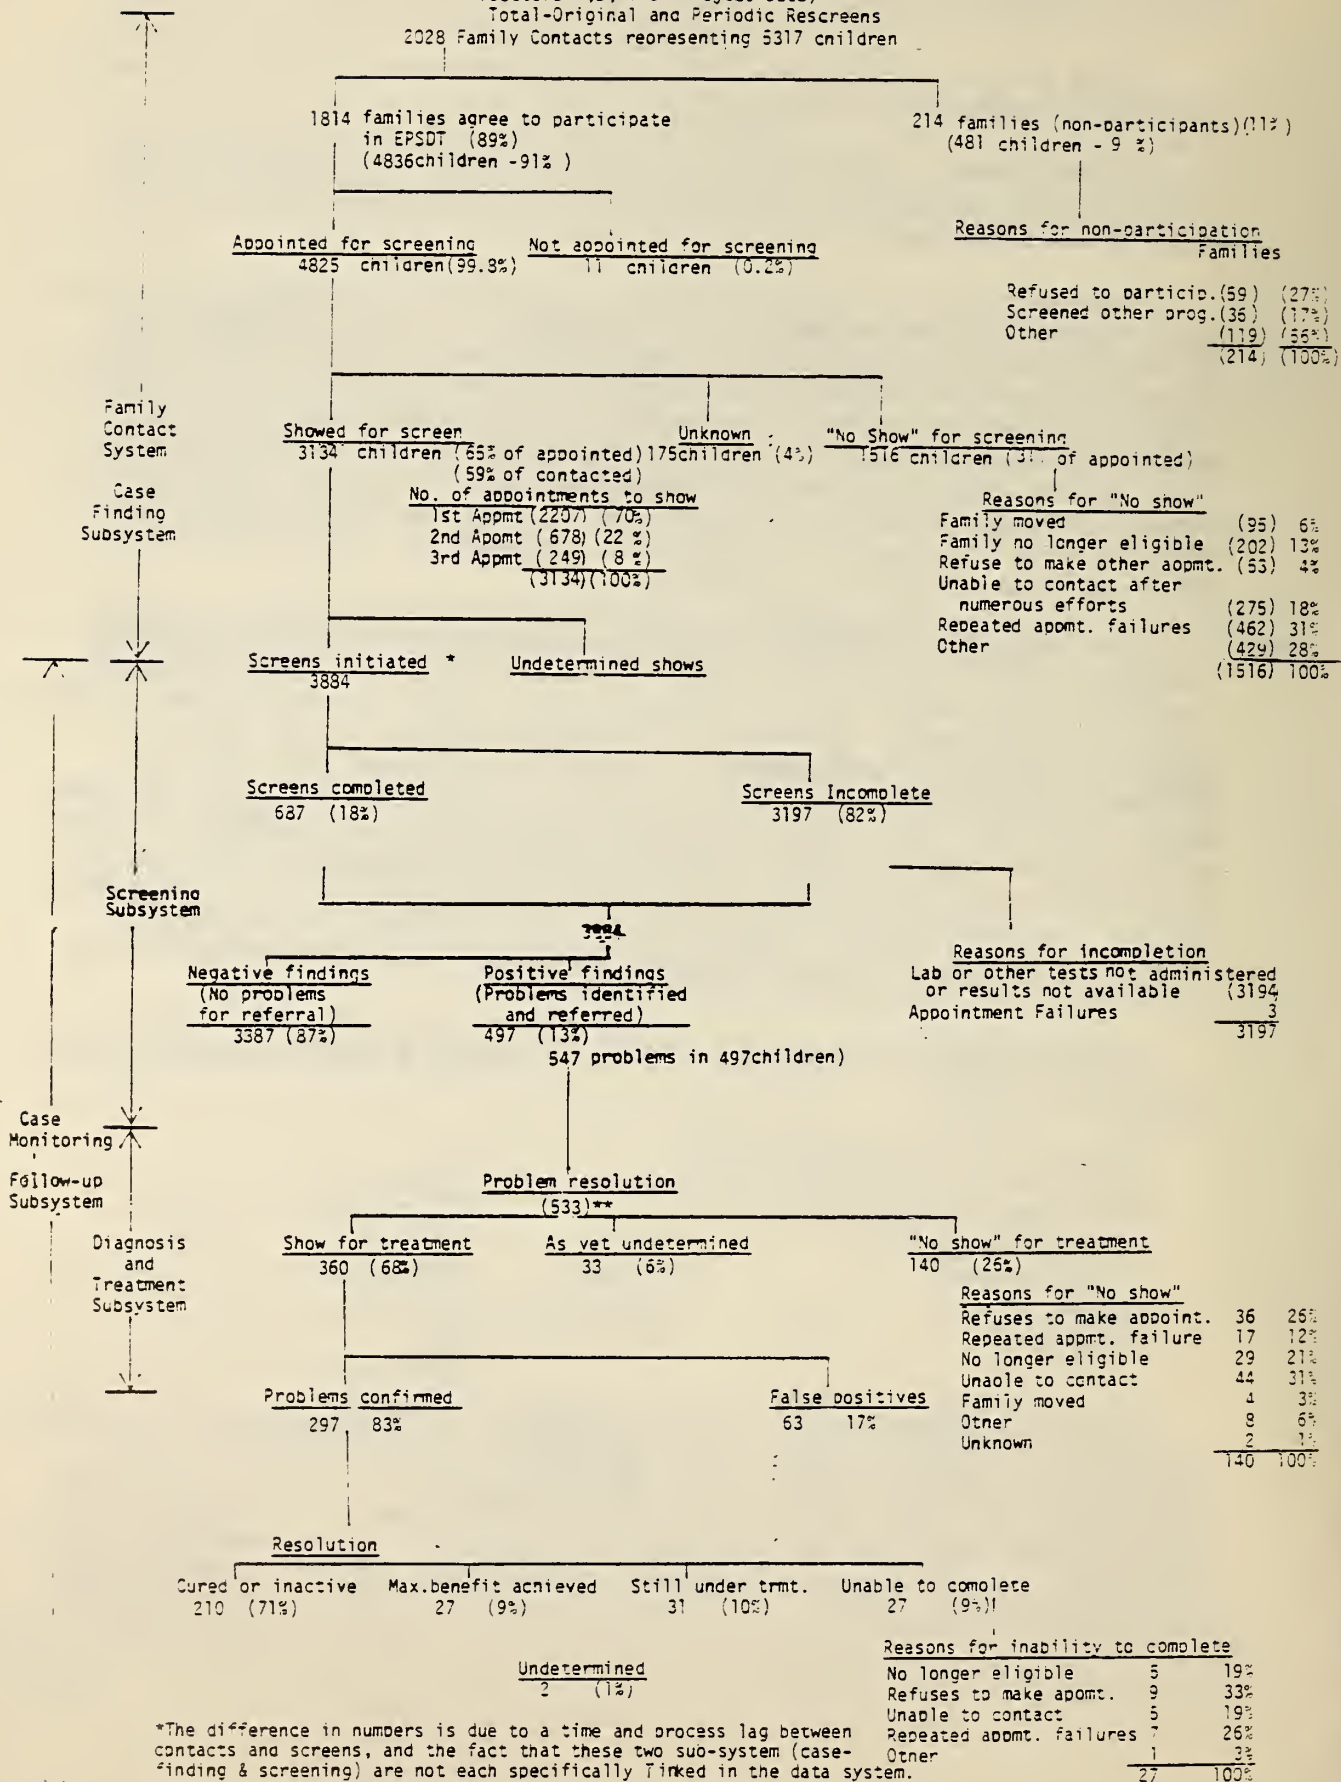 Total-Original and Periodic Rescreens
2028 Family Contacts representing 5317 children
1814 families agree to participate
in EPSDT (89%)
(4836children -91% )
214 families (non-participants)(11% )
(481 children - 9 %)
Appointed for screening
4825 children(99.8%)
Not appointed for screening
11 children (0.2%)
Reasons for non-participation
Families
Refused to particip.(59) (27%)
Screened other prog.(36) (17%)
Other (119) (56%)
(214) (100%)
Family
Contact
System
Case
Finding
Subsystem
Showed for screen
3134 children (65% of appointed)
(59% of contacted)
Unknown
175children (4%)
"No Show" for screening
1516 children (31% of appointed)
No. of appointments to show
1st Appmt (2207) (70%)
2nd Appmt (678) (22 %)
3rd Appmt (249) (8 %)
(3134)(100%)
Reasons for "No show"
Family moved (95) 6%
Family no longer eligible (202) 13%
Refuse to make other appmt. (53) 4%
Unable to contact after
numerous efforts (275) 18%
Repeated appmt. failures (462) 31%
Other (429) 28%
(1516) 100%
Screens initiated *
3884
Undetermined shows
Screens completed
687 (18%)
Screens Incomplete
3197 (82%)
Screening
Subsystem
3884
Negative findings
(No problems
for referral)
3387 (87%)
Positive findings
(Problems identified
and referred)
497 (13%)
547 problems in 497children)
Reasons for incompletion
Lab or other tests not administered
or results not available (3194
Appointment Failures 3
3197
Case
Monitoring
Follow-up
Subsystem
Problem resolution
(533)**
Diagnosis
and
Treatment
Subsystem
Show for treatment
360 (68%)
As yet undetermined
33 (6%)
"No show" for treatment
140 (26%)
Reasons for "No show"
Refuses to make appoint. 36 26%
Repeated appmt. failure 17 12%
No longer eligible 29 21%
Unable to contact 44 31%
Family moved 4 3%
Other 8 6%
Unknown 2 1%
140 100%
Problems confirmed
297 83%
False positives
63 17%
Resolution
Cured or inactive
210 (71%)
Max.benefit achieved
27 (9%)
Still under trmt.
31 (10%)
Unable to complete
27 (9%)
Undetermined
2 (1%)
Reasons for inability to complete
No longer eligible 5 19%
Refuses to make apomt. 9 33%
Unable to contact 5 19%
Repeated appmt. failures 7 26%
Other 1 3%
27 100%
*The difference in numbers is due to a time and process lag between
contacts and screens, and the fact that these two sub-system (case-
finding & screening) are not each specifically linked in the data system.